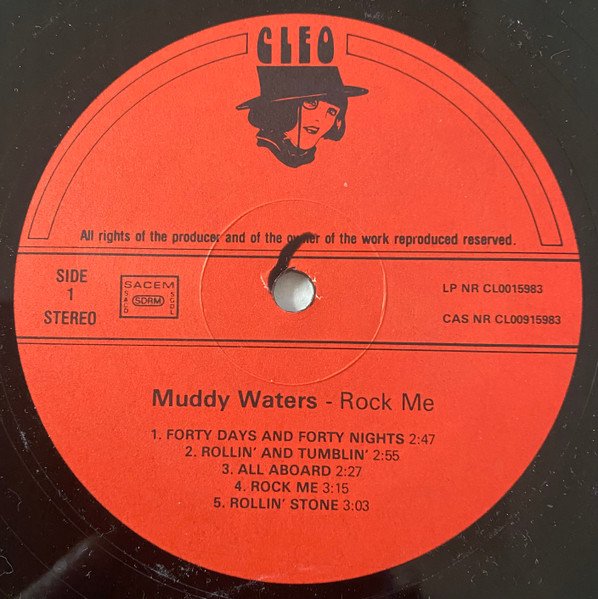 CLEO
All rights of the producer and of the owner of the work reproduced reserved.
SIDE
1
STEREO
SACEM
SACD
SDRM
SGDL
LP NR CL0015983
CAS NR CL00915983
Muddy Waters - Rock Me
1. FORTY DAYS AND FORTY NIGHTS 2:47
2. ROLLIN' AND TUMBLIN' 2:55
3. ALL ABOARD 2:27
4. ROCK ME 3:15
5. ROLLIN' STONE 3:03